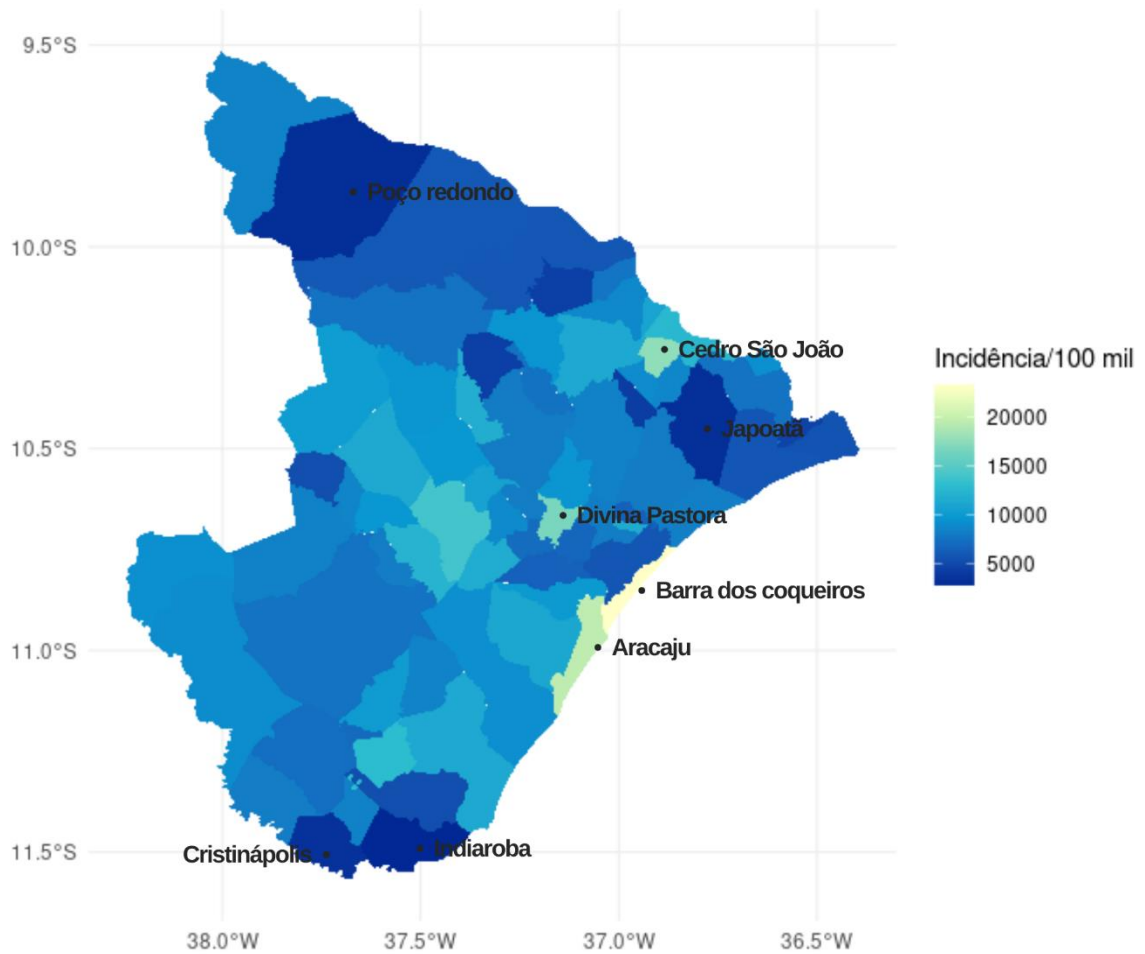 9.5°S
Poço redondo
10.0°S
Cedro São João
Incidência/100 mil
20000
Japoatã
10.5°S
15000
Divina Pastora
10000
5000
Barra dos coqueiros
11.0°S
Aracaju
Cristinápolis
Indiaroba
11.5°S
38.0°W
37.5°W
37.0°W
36.5°W